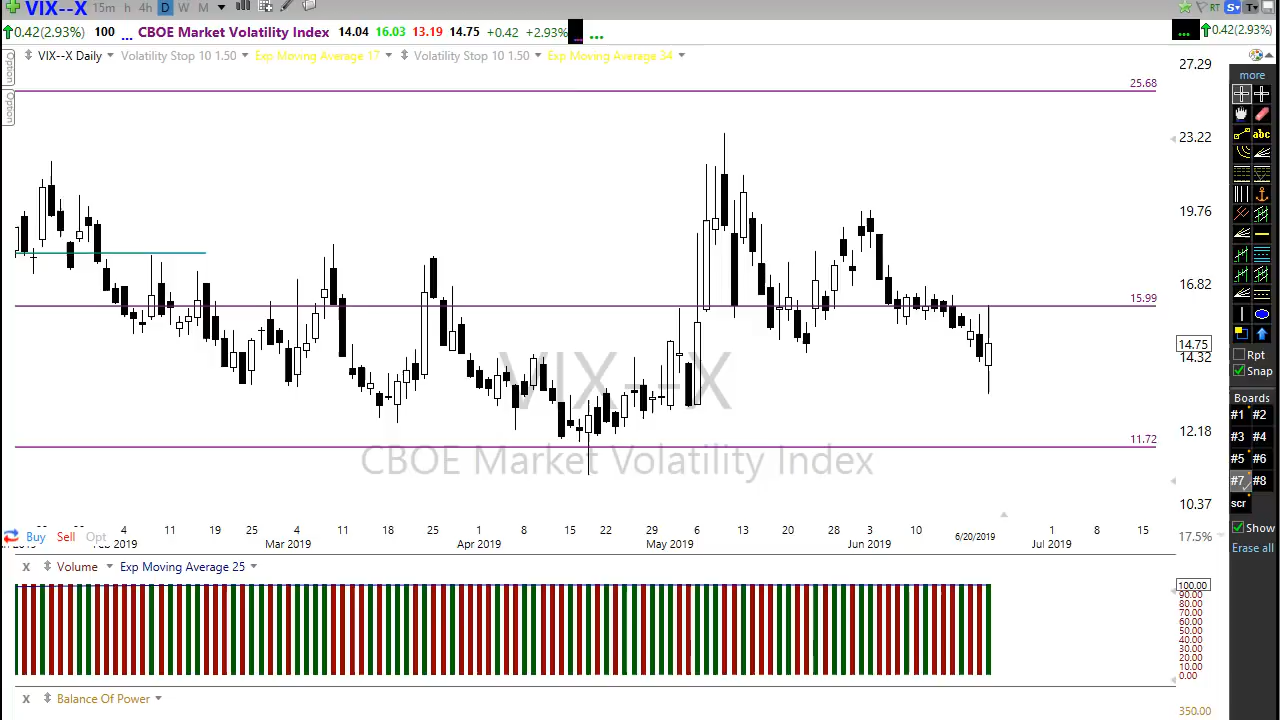 VIX--X 15m h 4h D W M RT S T
0.42(2.93%) 100 ... CBOE Market Volatility Index 14.04 16.03 13.19 14.75 +0.42 +2.93% ... ... ... 0.42(2.93%)
Option VIX--X Daily Volatility Stop 10 1.50 Exp Moving Average 17 Volatility Stop 10 1.50 Exp Moving Average 34
Option
27.29
25.68
23.22
19.76
16.82
15.99
14.75
14.32
12.18
11.72
10.37
17.5%
VIX--X
CBOE Market Volatility Index
4 11 19 25 4 11 18 25 1 8 15 22 29 6 13 20 28 3 10 1 8 15
Buy Sell Opt
2019 Mar 2019 Apr 2019 May 2019 Jun 2019 6/20/2019 Jul 2019
X Volume Exp Moving Average 25
100.00
90.00
80.00
70.00
60.00
50.00
40.00
30.00
20.00
10.00
0.00
X Balance Of Power
350.00
more
abc
Rpt
Snap
Boards
#1 #2
#3 #4
#5 #6
#7 #8
scr
Show
Erase all